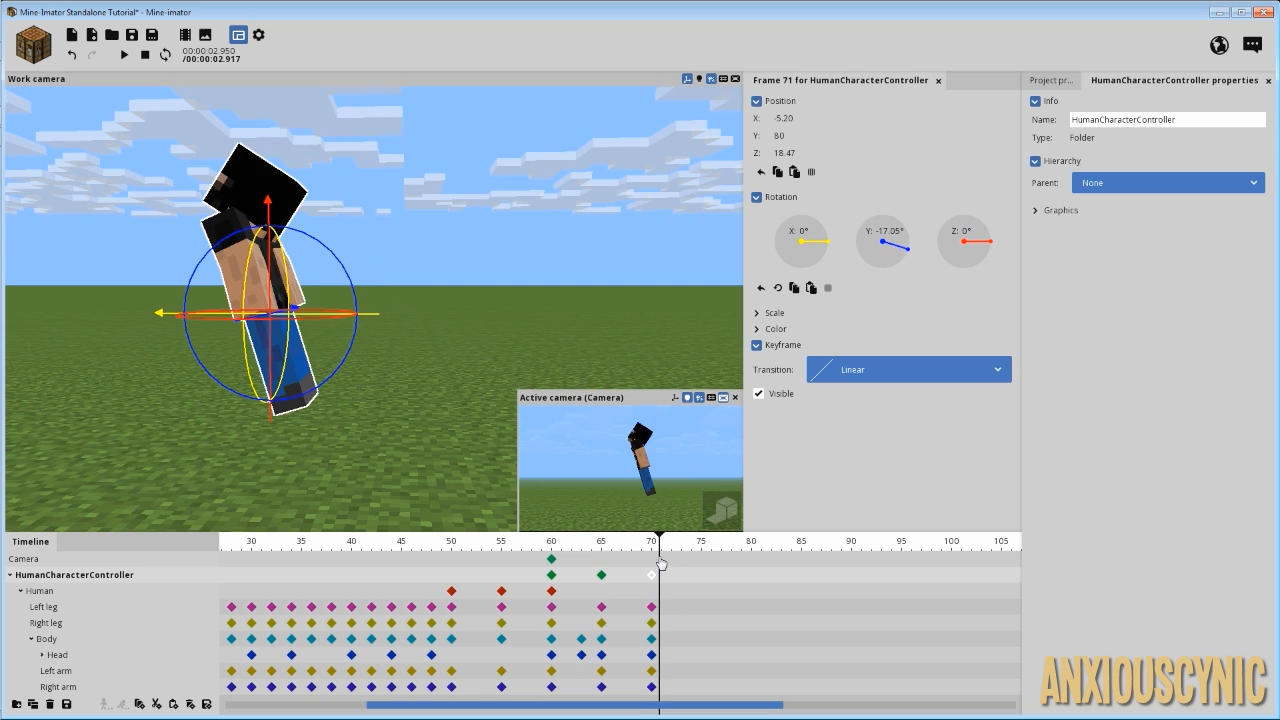 Mine-Imator Standalone Tutorial* - Mine-imator
00:00:02.950
/00:00:02.917
Work camera
Frame 71 for HumanCharacterController
Position
X: -5.20
Y: 80
Z: 18.47
Rotation
X: 0° Y: -17.05° Z: 0°
Scale
Color
Keyframe
Transition: Linear
Visible
Project pr... HumanCharacterController properties
Info
Name: HumanCharacterController
Type: Folder
Hierarchy
Parent: None
Graphics
Active camera (Camera)
Timeline
30 35 40 45 50 55 60 65 70 75 80 85 90 95 100 105
Camera
HumanCharacterController
Human
Left leg
Right leg
Body
Head
Left arm
Right arm
ANXIOUSCYNIC